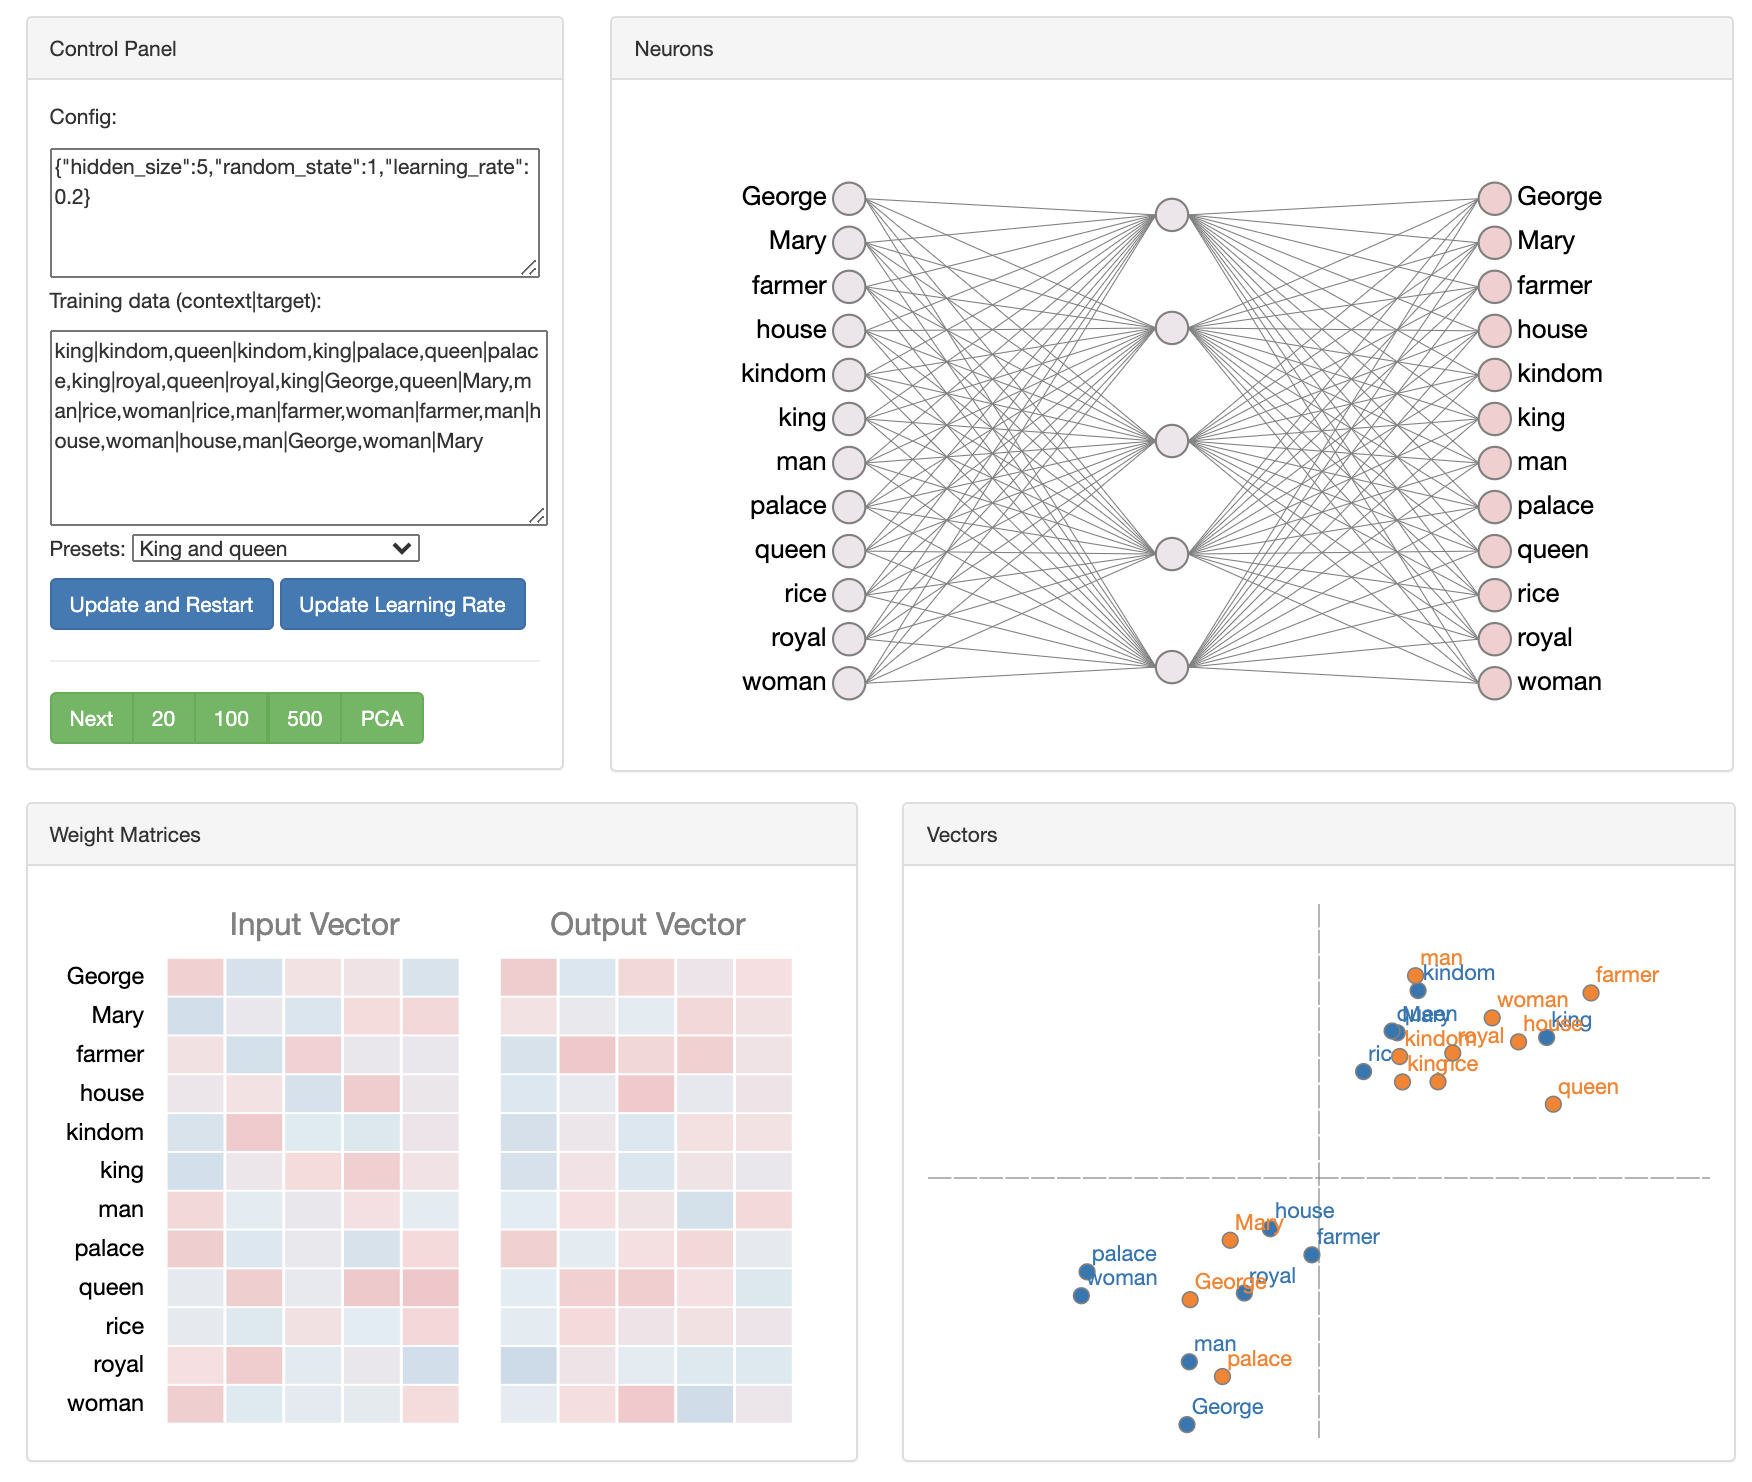 Control Panel
Config:
{"hidden_size":5,"random_state":1,"learning_rate":
0.2}
Training data (context|target):
king|kindom,queen|kindom,king|palace,queen|palac
e,king|royal,queen|royal,king|George,queen|Mary,m
an|rice,woman|rice,man|farmer,woman|farmer,man|h
ouse,woman|house,man|George,woman|Mary
Presets: King and queen
Update and Restart Update Learning Rate
Next 20 100 500 PCA
Neurons
George George
Mary Mary
farmer farmer
house house
kindom kindom
king king
man man
palace palace
queen queen
rice rice
royal royal
woman woman
Weight Matrices
Input Vector Output Vector
George
Mary
farmer
house
kindom
king
man
palace
queen
rice
royal
woman
Vectors
man
kindom
farmer
woman
queen
Mary
king
house
kindom
royal
rice
king
rice
queen
house
Mary
farmer
palace
woman
royal
George
man
palace
George